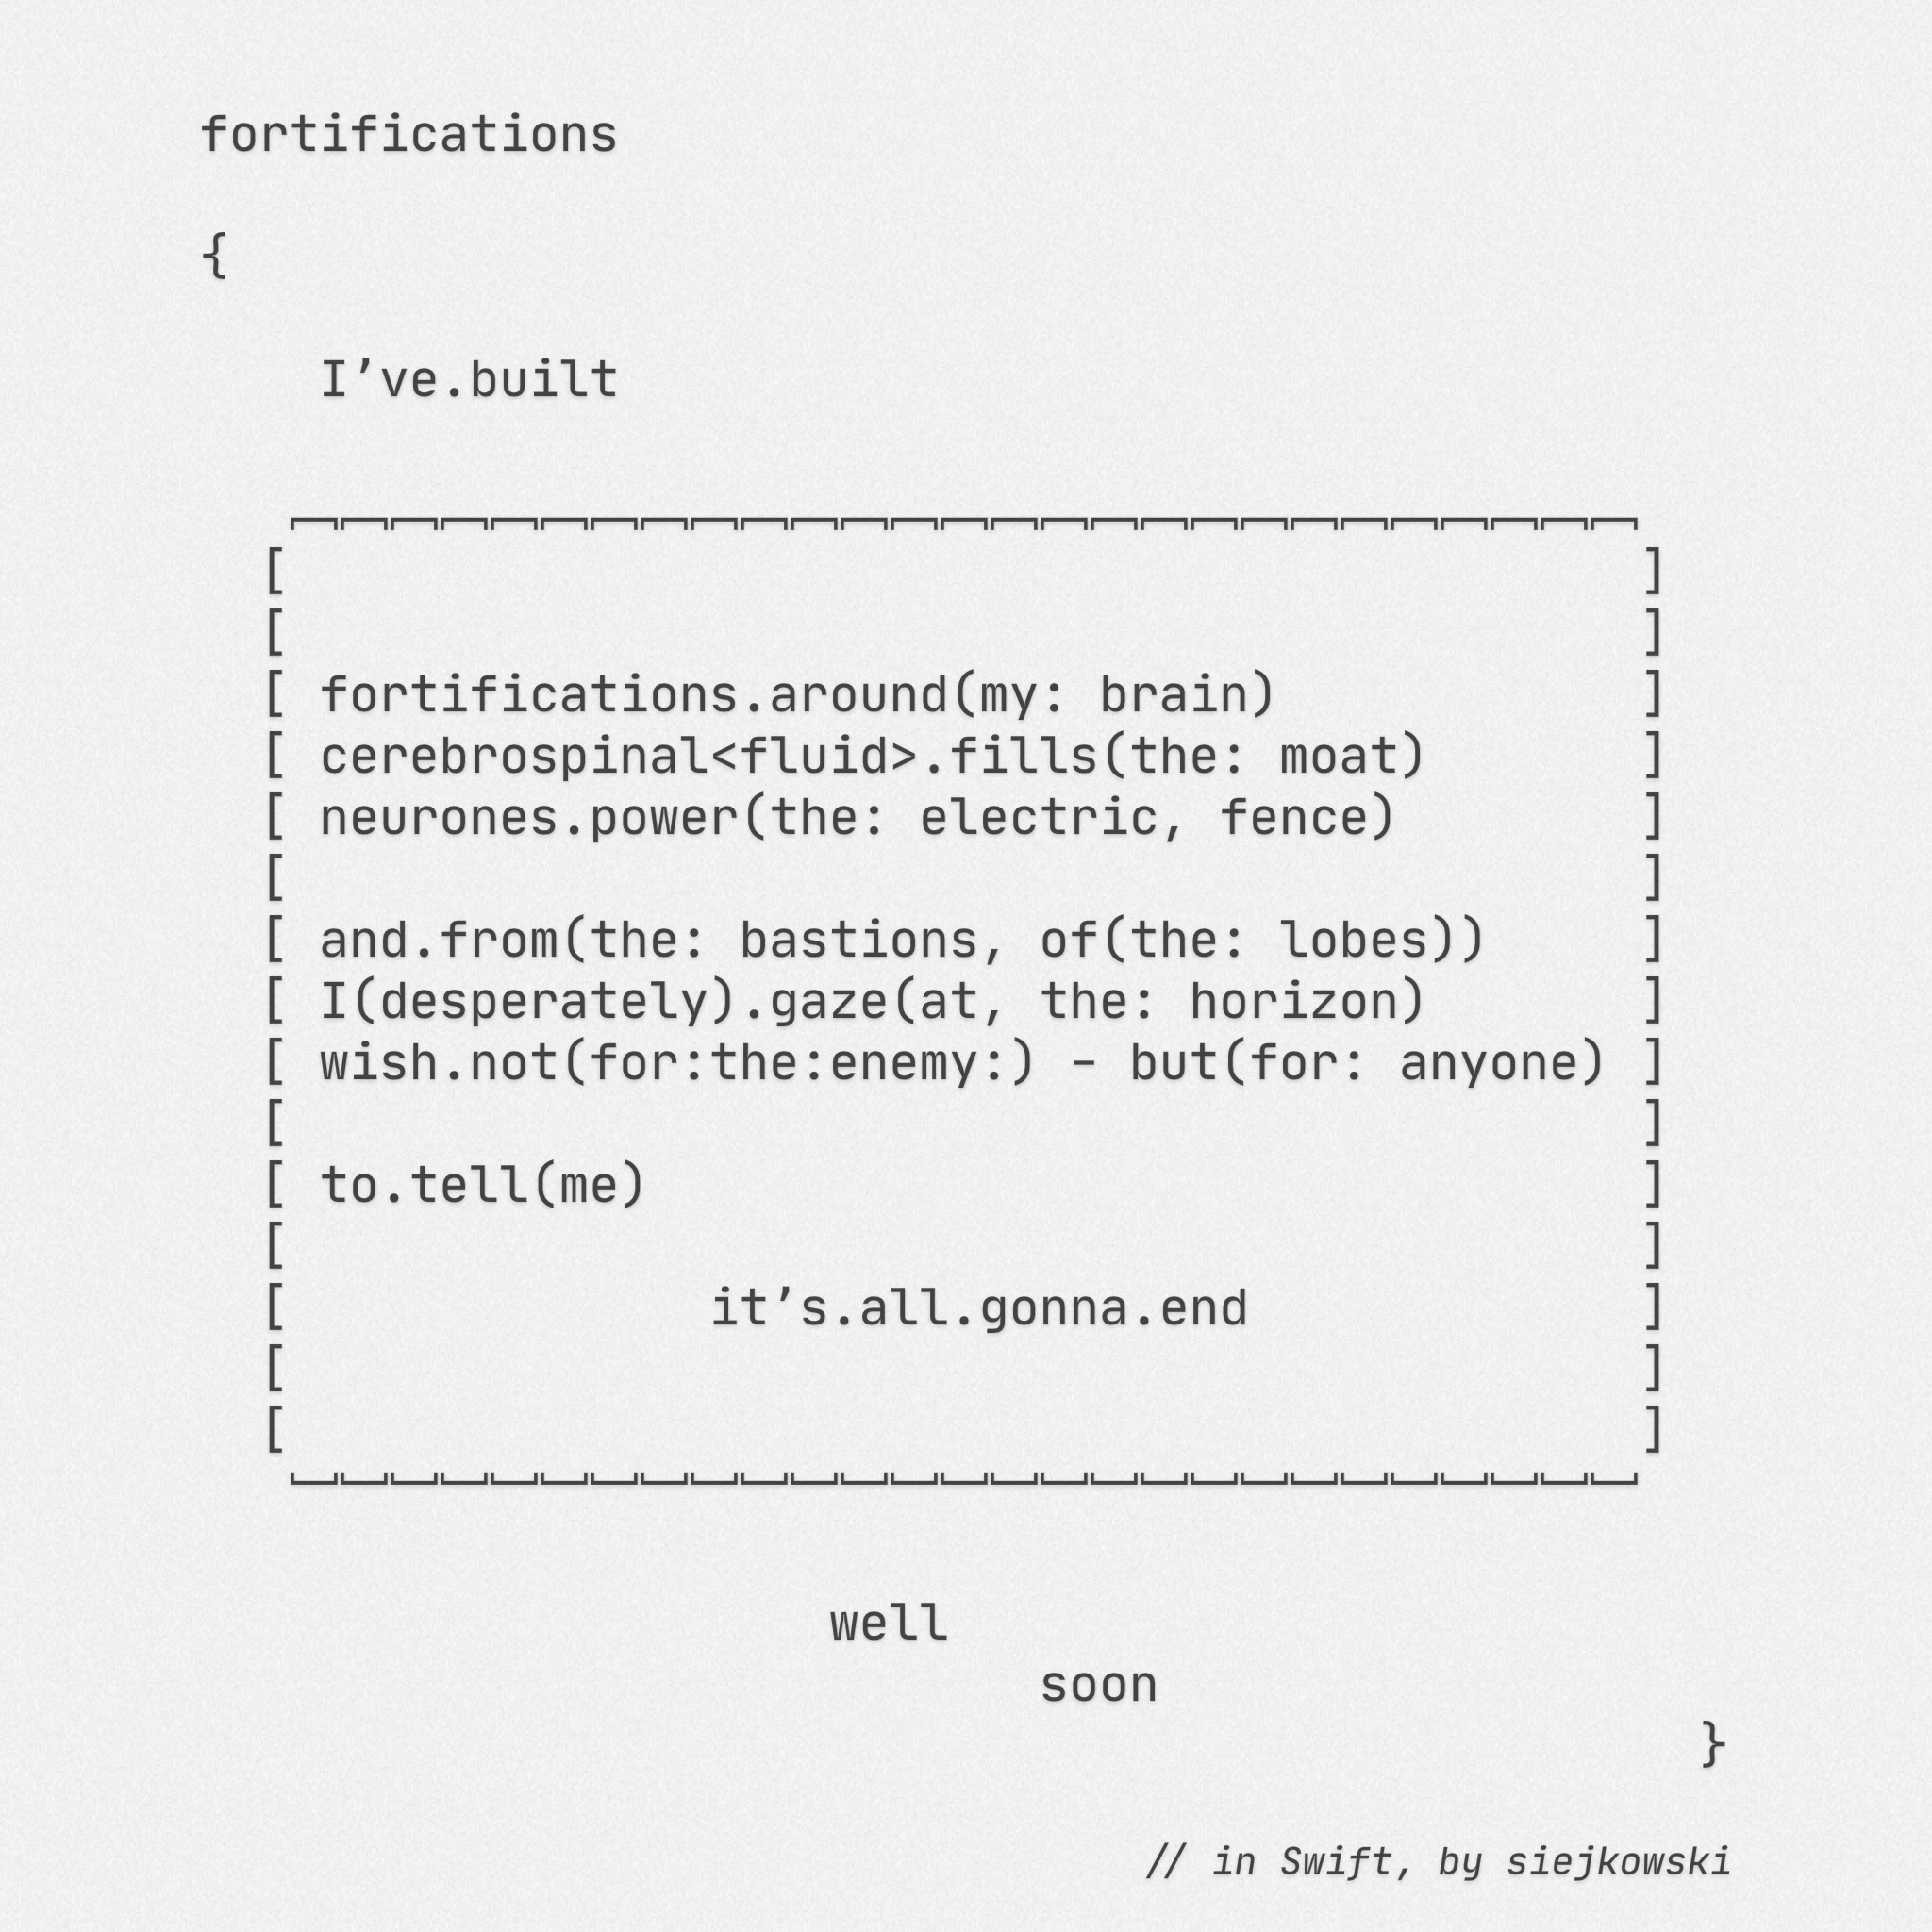 fortifications
{
I’ve.built
[ ]
[ ]
[ fortifications.around(my: brain) ]
[ cerebrospinal<fluid>.fills(the: moat) ]
[ neurones.power(the: electric, fence) ]
[ ]
[ and.from(the: bastions, of(the: lobes)) ]
[ I(desperately).gaze(at, the: horizon) ]
[ wish.not(for:the:enemy:) - but(for: anyone) ]
[ ]
[ to.tell(me) ]
[ ]
[ it’s.all.gonna.end ]
[ ]
[ ]
well
soon
}
// in Swift, by siejkowski